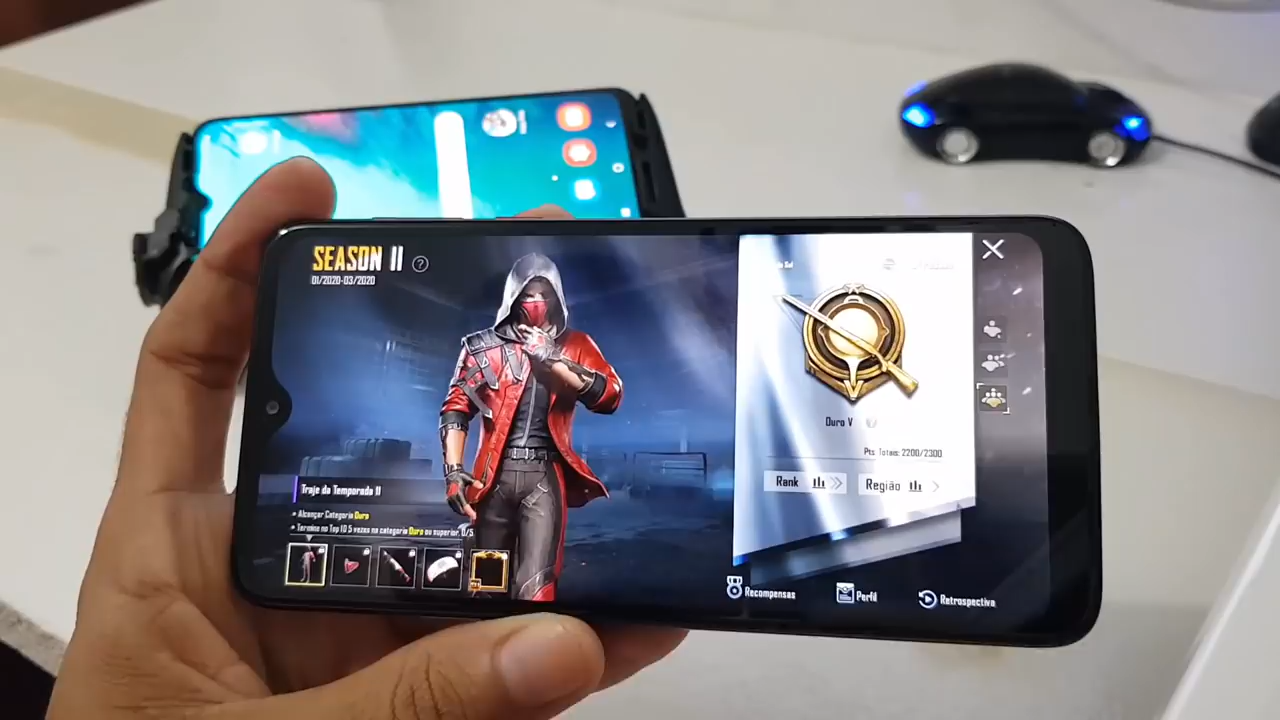 SEASON 11
01/2020-03/2020
Traje da Temporada 11
• Alcançar Categoria Ouro
• Termine no Top 10 5 vezes na categoria Ouro ou superior. 0/5
Sul
Ouro V
Pts Totais: 2200/2300
Rank
Região
Recompensas
Perfil
Retrospectiva